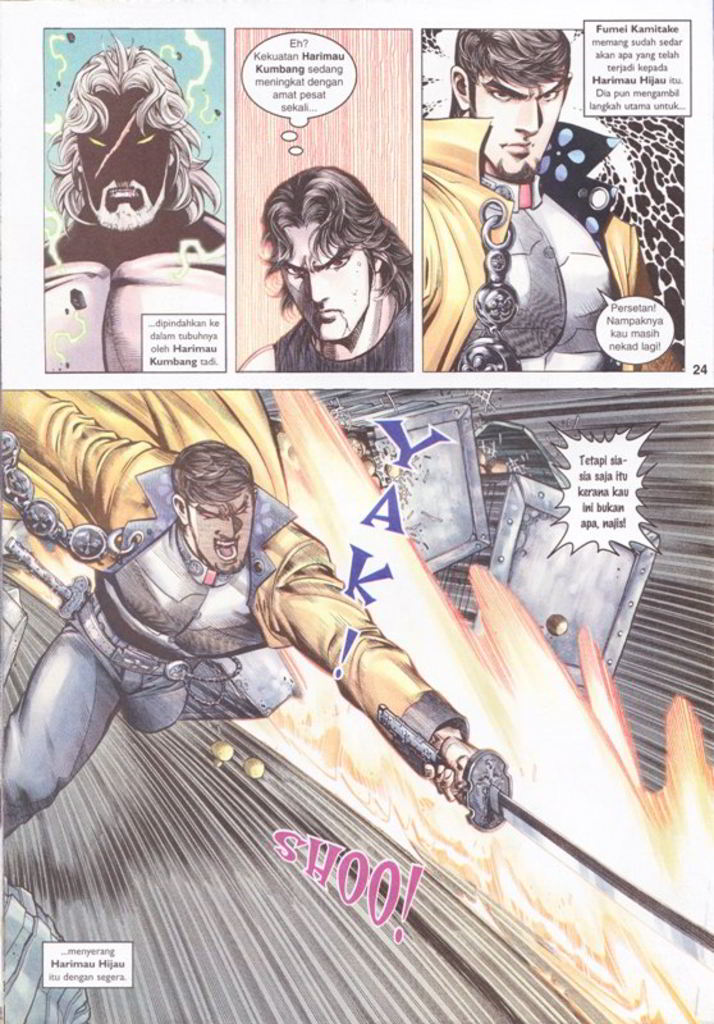 ...dipindahkan ke
dalam tubuhnya
oleh Harimau
Kumbang tadi.
Eh?
Kekuatan Harimau
Kumbang sedang
meningkat dengan
amat pesat
sekali...
Fumei Kamitake
memang sudah sedar
akan apa yang telah
terjadi kepada
Harimau Hijau itu.
Dia pun mengambil
langkah utama untuk...
Persetan!
Nampaknya
kau masih
nekad lagi!
24
YAK!
Tetapi sia-
sia saja itu
kerana kau
ini bukan
apa, najis!
SHOO!
...menyerang
Harimau Hijau
itu dengan segera.